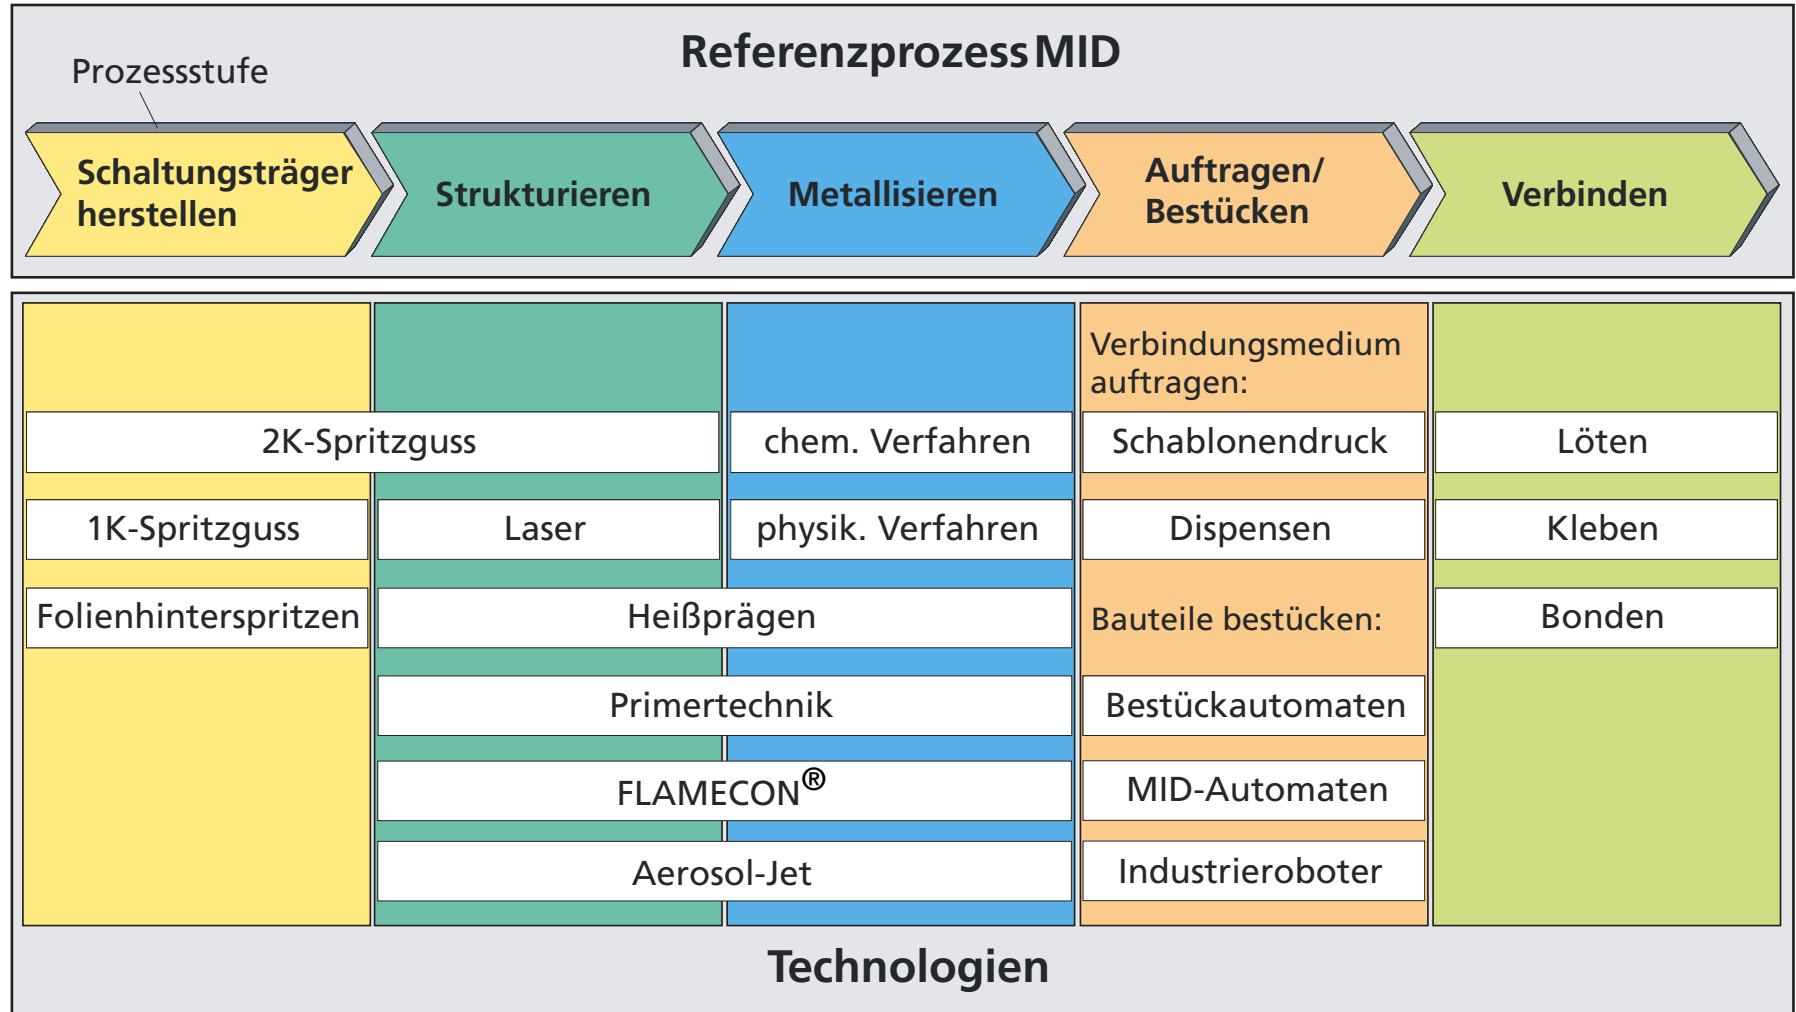 Referenzprozess MID
Prozessstufe
Schaltungsträger
herstellen
Strukturieren
Metallisieren
Auftragen/
Bestücken
Verbinden
Verbindungsmedium
auftragen:
2K-Spritzguss
chem. Verfahren
Schablonendruck
Löten
1K-Spritzguss
Laser
physik. Verfahren
Dispensen
Kleben
Folienhinterspritzen
Heißprägen
Bauteile bestücken:
Bonden
Primertechnik
Bestückautomaten
FLAMECON®
MID-Automaten
Aerosol-Jet
Industrieroboter
Technologien